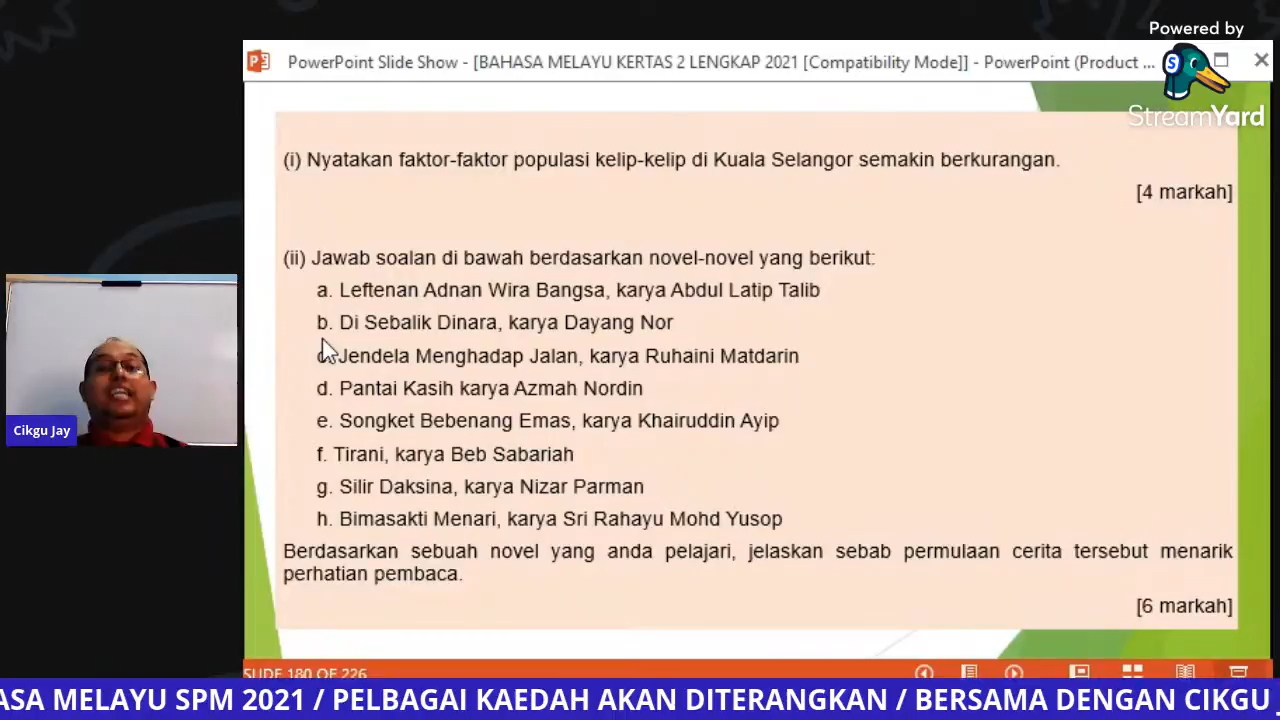 Powered by
StreamYard
PowerPoint Slide Show - [BAHASA MELAYU KERTAS 2 LENGKAP 2021 [Compatibility Mode]] - PowerPoint (Product ...
(i) Nyatakan faktor-faktor populasi kelip-kelip di Kuala Selangor semakin berkurangan.
[4 markah]
(ii) Jawab soalan di bawah berdasarkan novel-novel yang berikut:
a. Leftenan Adnan Wira Bangsa, karya Abdul Latip Talib
b. Di Sebalik Dinara, karya Dayang Nor
c. Jendela Menghadap Jalan, karya Ruhaini Matdarin
d. Pantai Kasih karya Azmah Nordin
e. Songket Bebenang Emas, karya Khairuddin Ayip
f. Tirani, karya Beb Sabariah
g. Silir Daksina, karya Nizar Parman
h. Bimasakti Menari, karya Sri Rahayu Mohd Yusop
Berdasarkan sebuah novel yang anda pelajari, jelaskan sebab permulaan cerita tersebut menarik
perhatian pembaca.
[6 markah]
Cikgu Jay
SLIDE 180 OF 226
ASA MELAYU SPM 2021 / PELBAGAI KAEDAH AKAN DITERANGKAN / BERSAMA DENGAN CIKGU